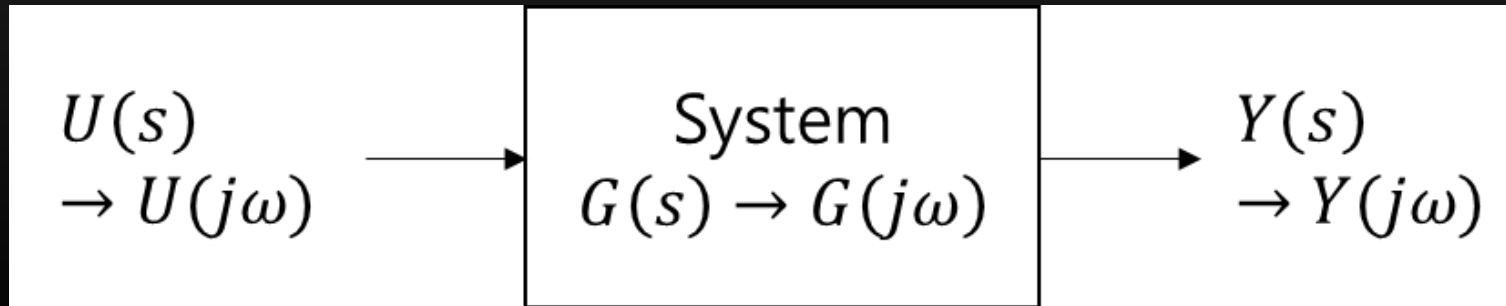 U(s)
→ U(jω)
System
G(s) → G(jω)
Y(s)
→ Y(jω)